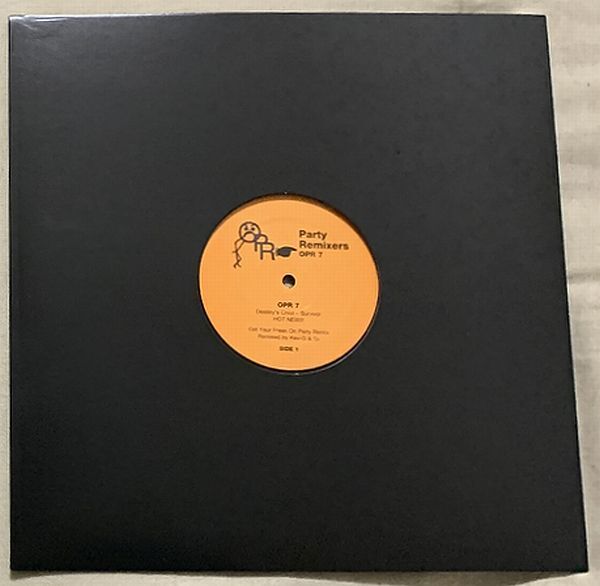 OPR
Party
Remixers
OPR 7
OPR 7
Destiny's Child – Survivor
HOT NEW!!!
Get Your Freak On Party Remix
Remixed by Kev-G & Ty
SIDE 1